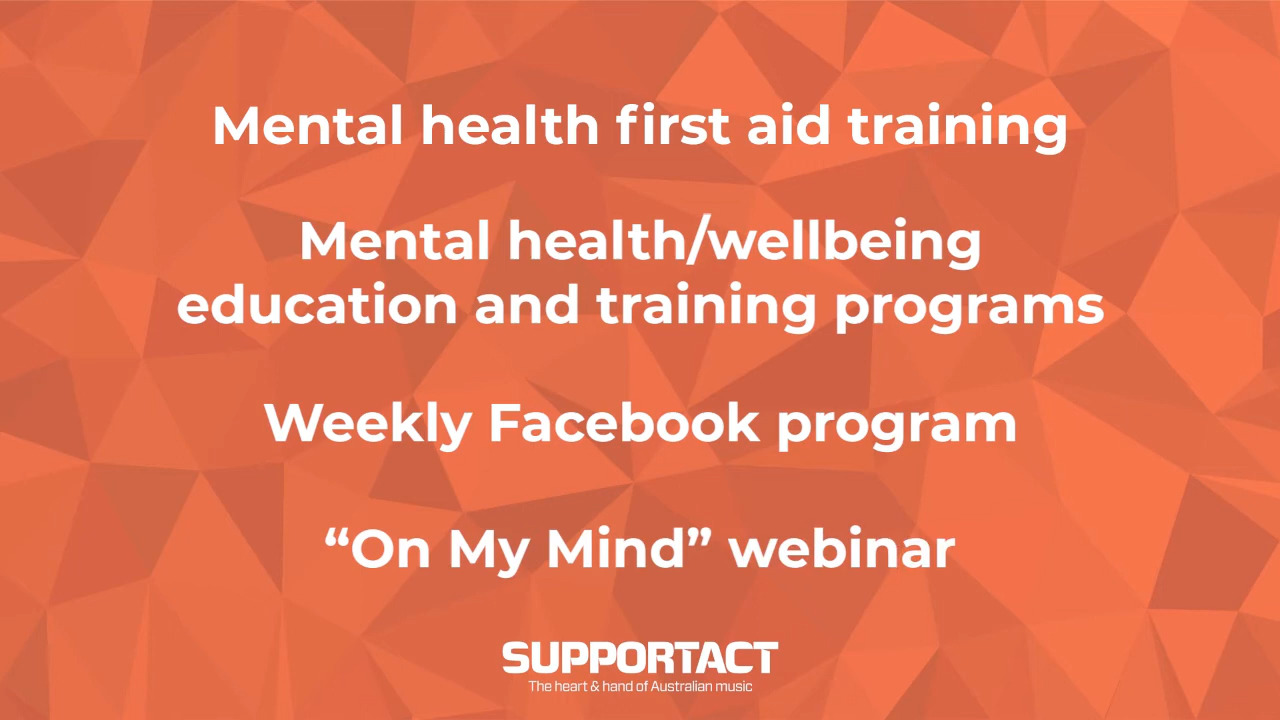 Mental health first aid training
Mental health/wellbeing
education and training programs
Weekly Facebook program
“On My Mind” webinar
SUPPORTACT
The heart & hand of Australian music